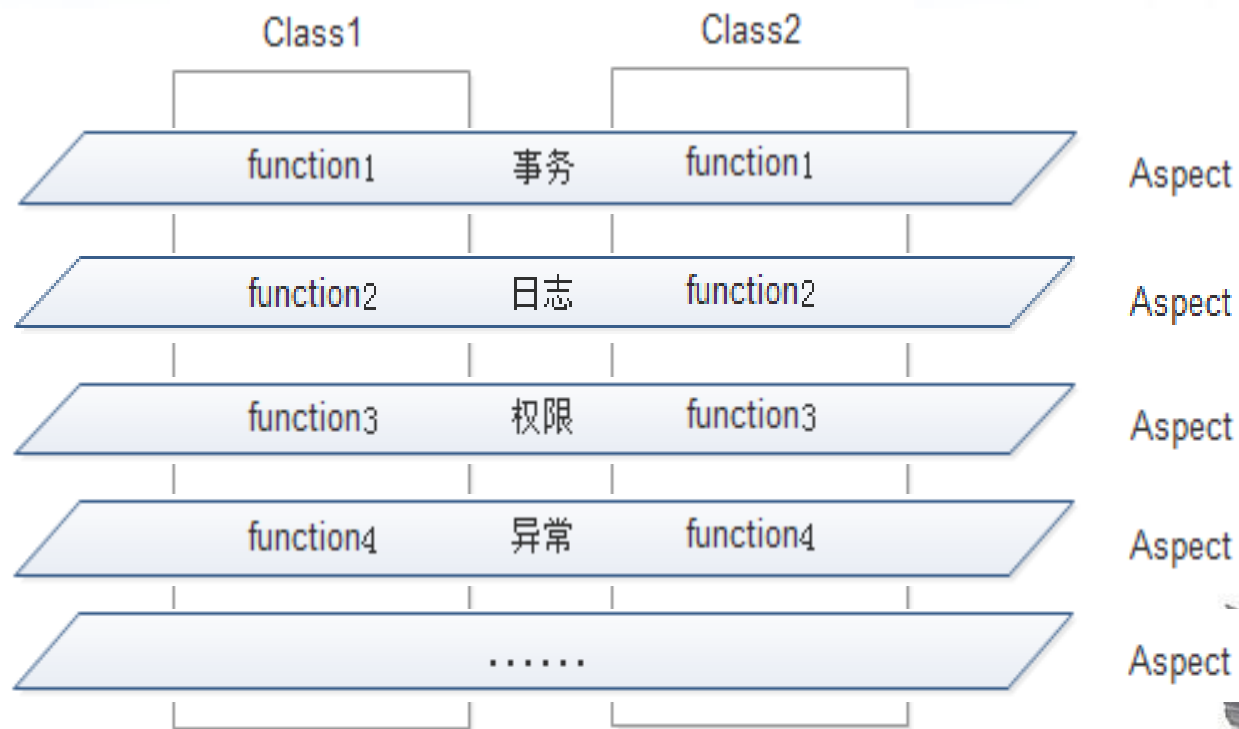 Class1 Class2
function1 事务 function1 Aspect
function2 日志 function2 Aspect
function3 权限 function3 Aspect
function4 异常 function4 Aspect
...... Aspect